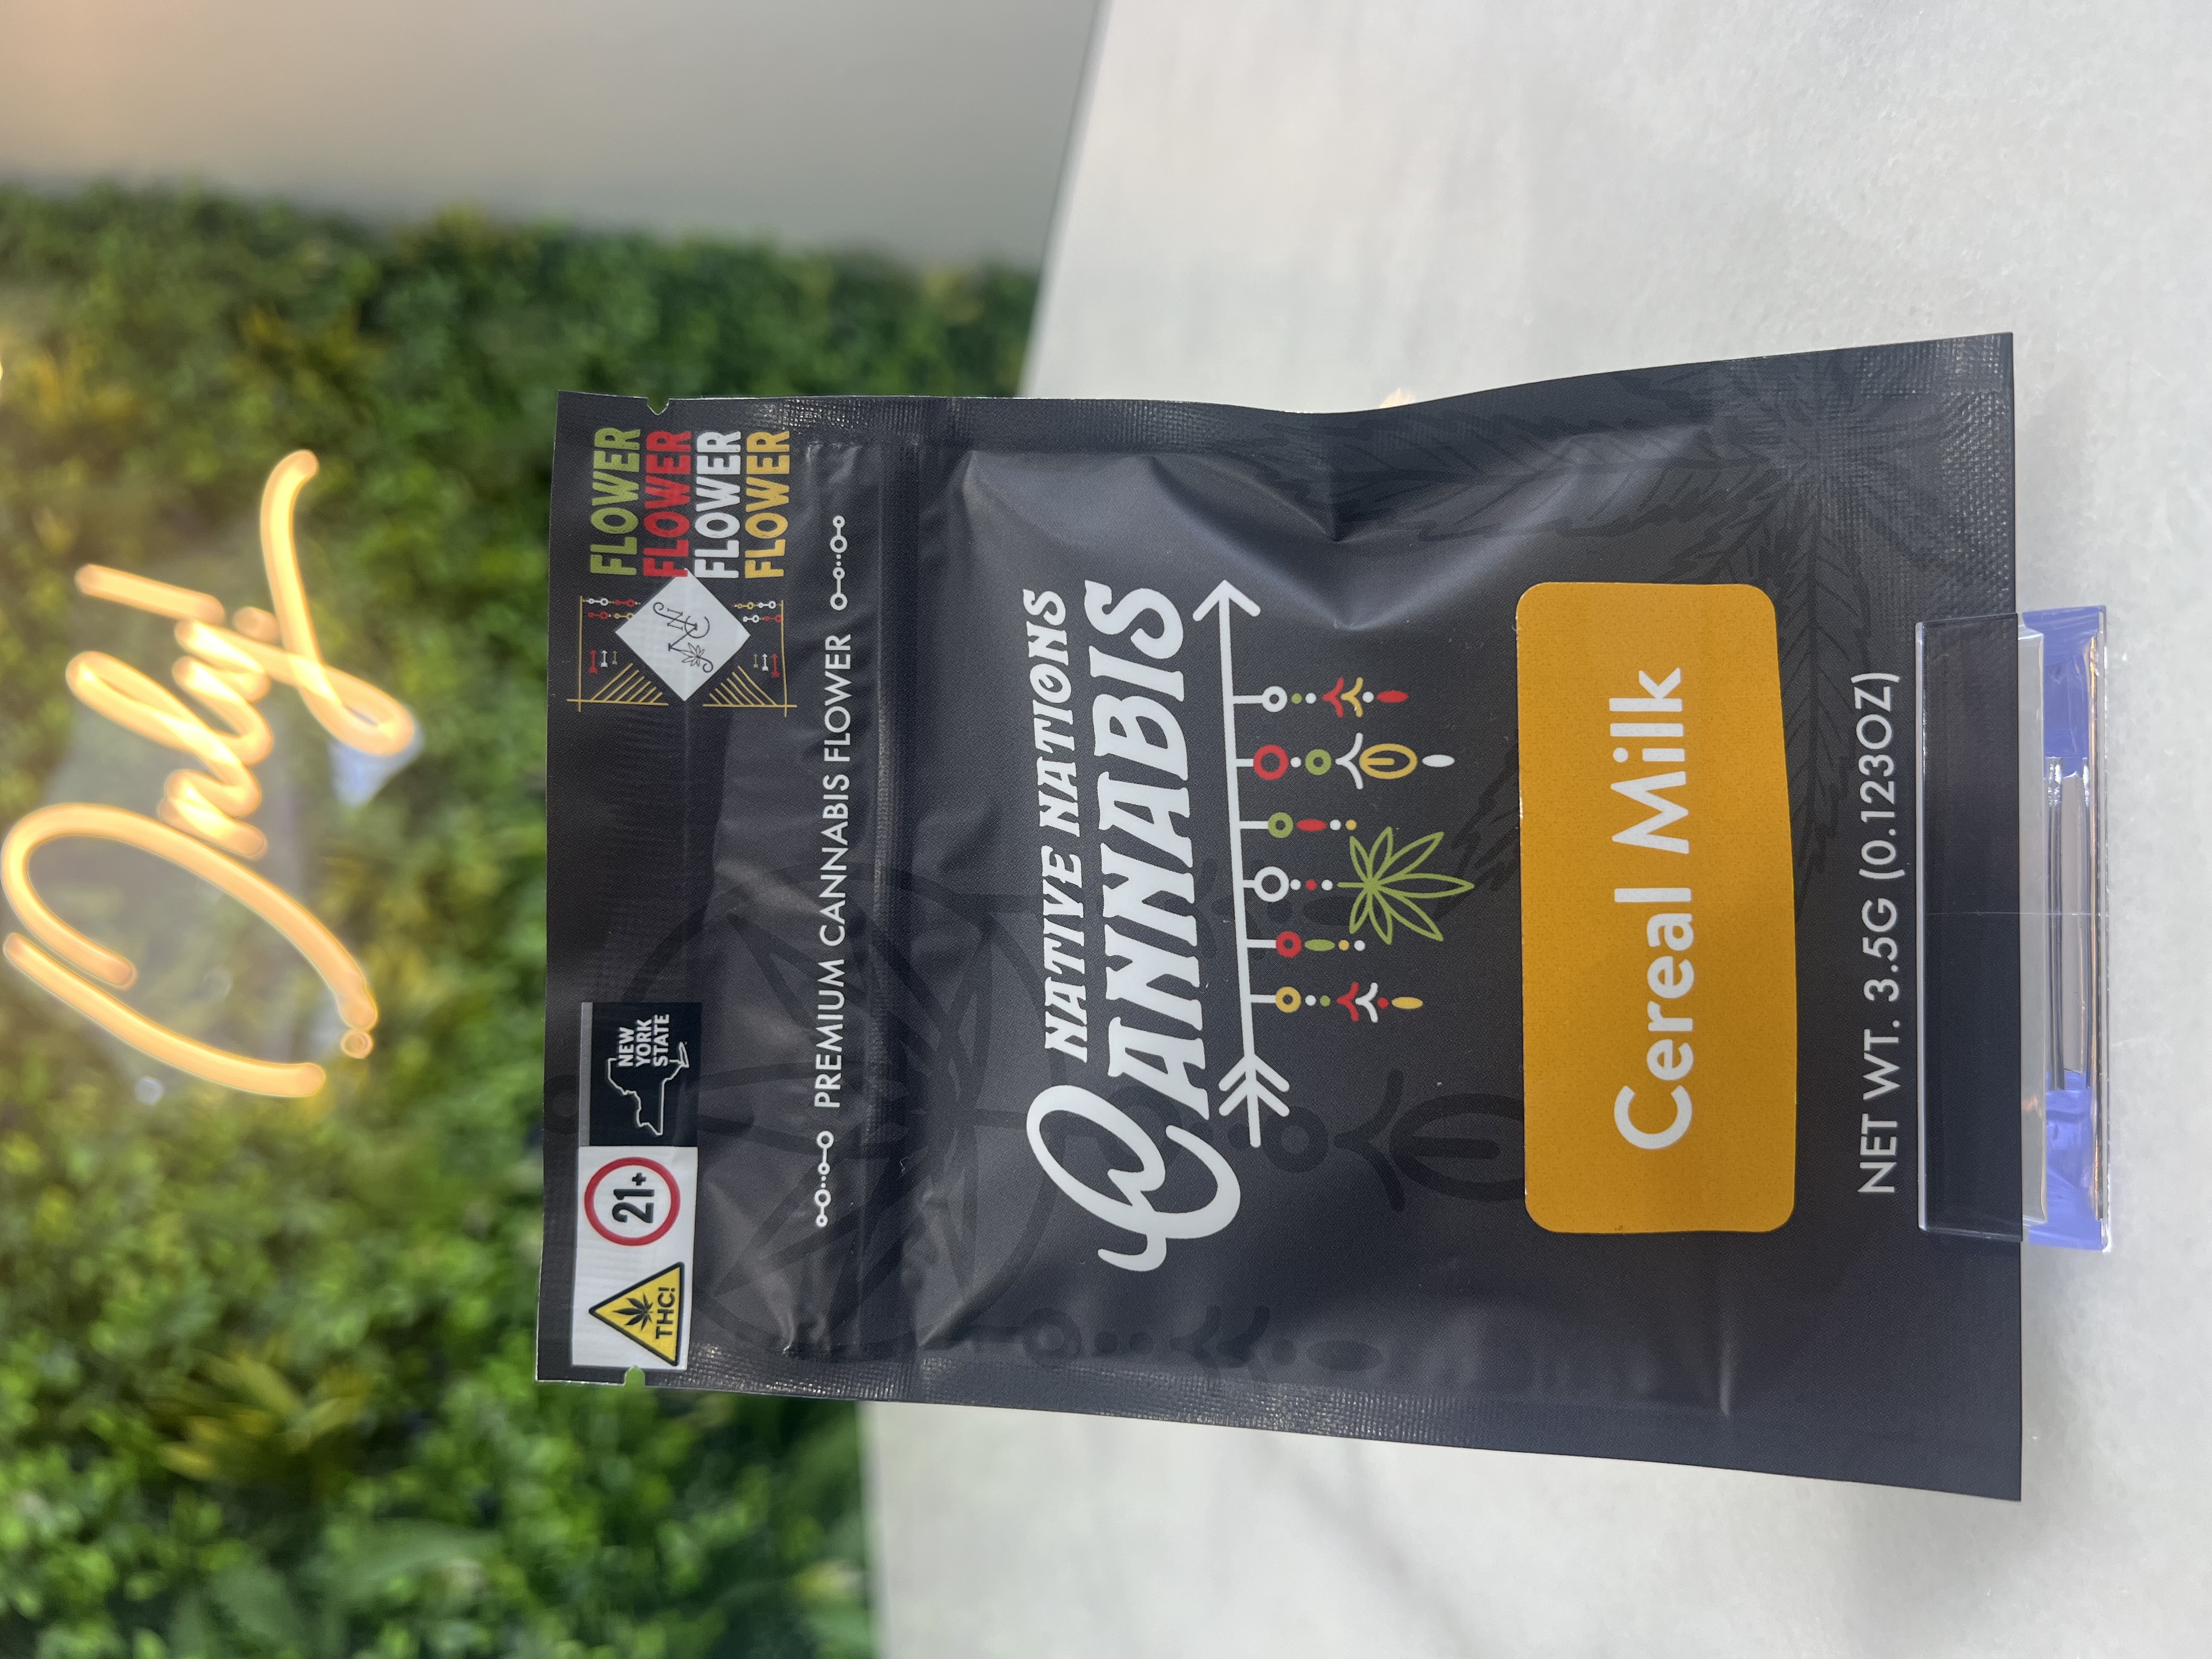 Only
THC!
21+
NEW
YORK
STATE
NNC
FLOWER
FLOWER
FLOWER
FLOWER
PREMIUM CANNABIS FLOWER
NATIVE NATIONS
CANNABIS
Cereal Milk
NET WT. 3.5G (0.123OZ)